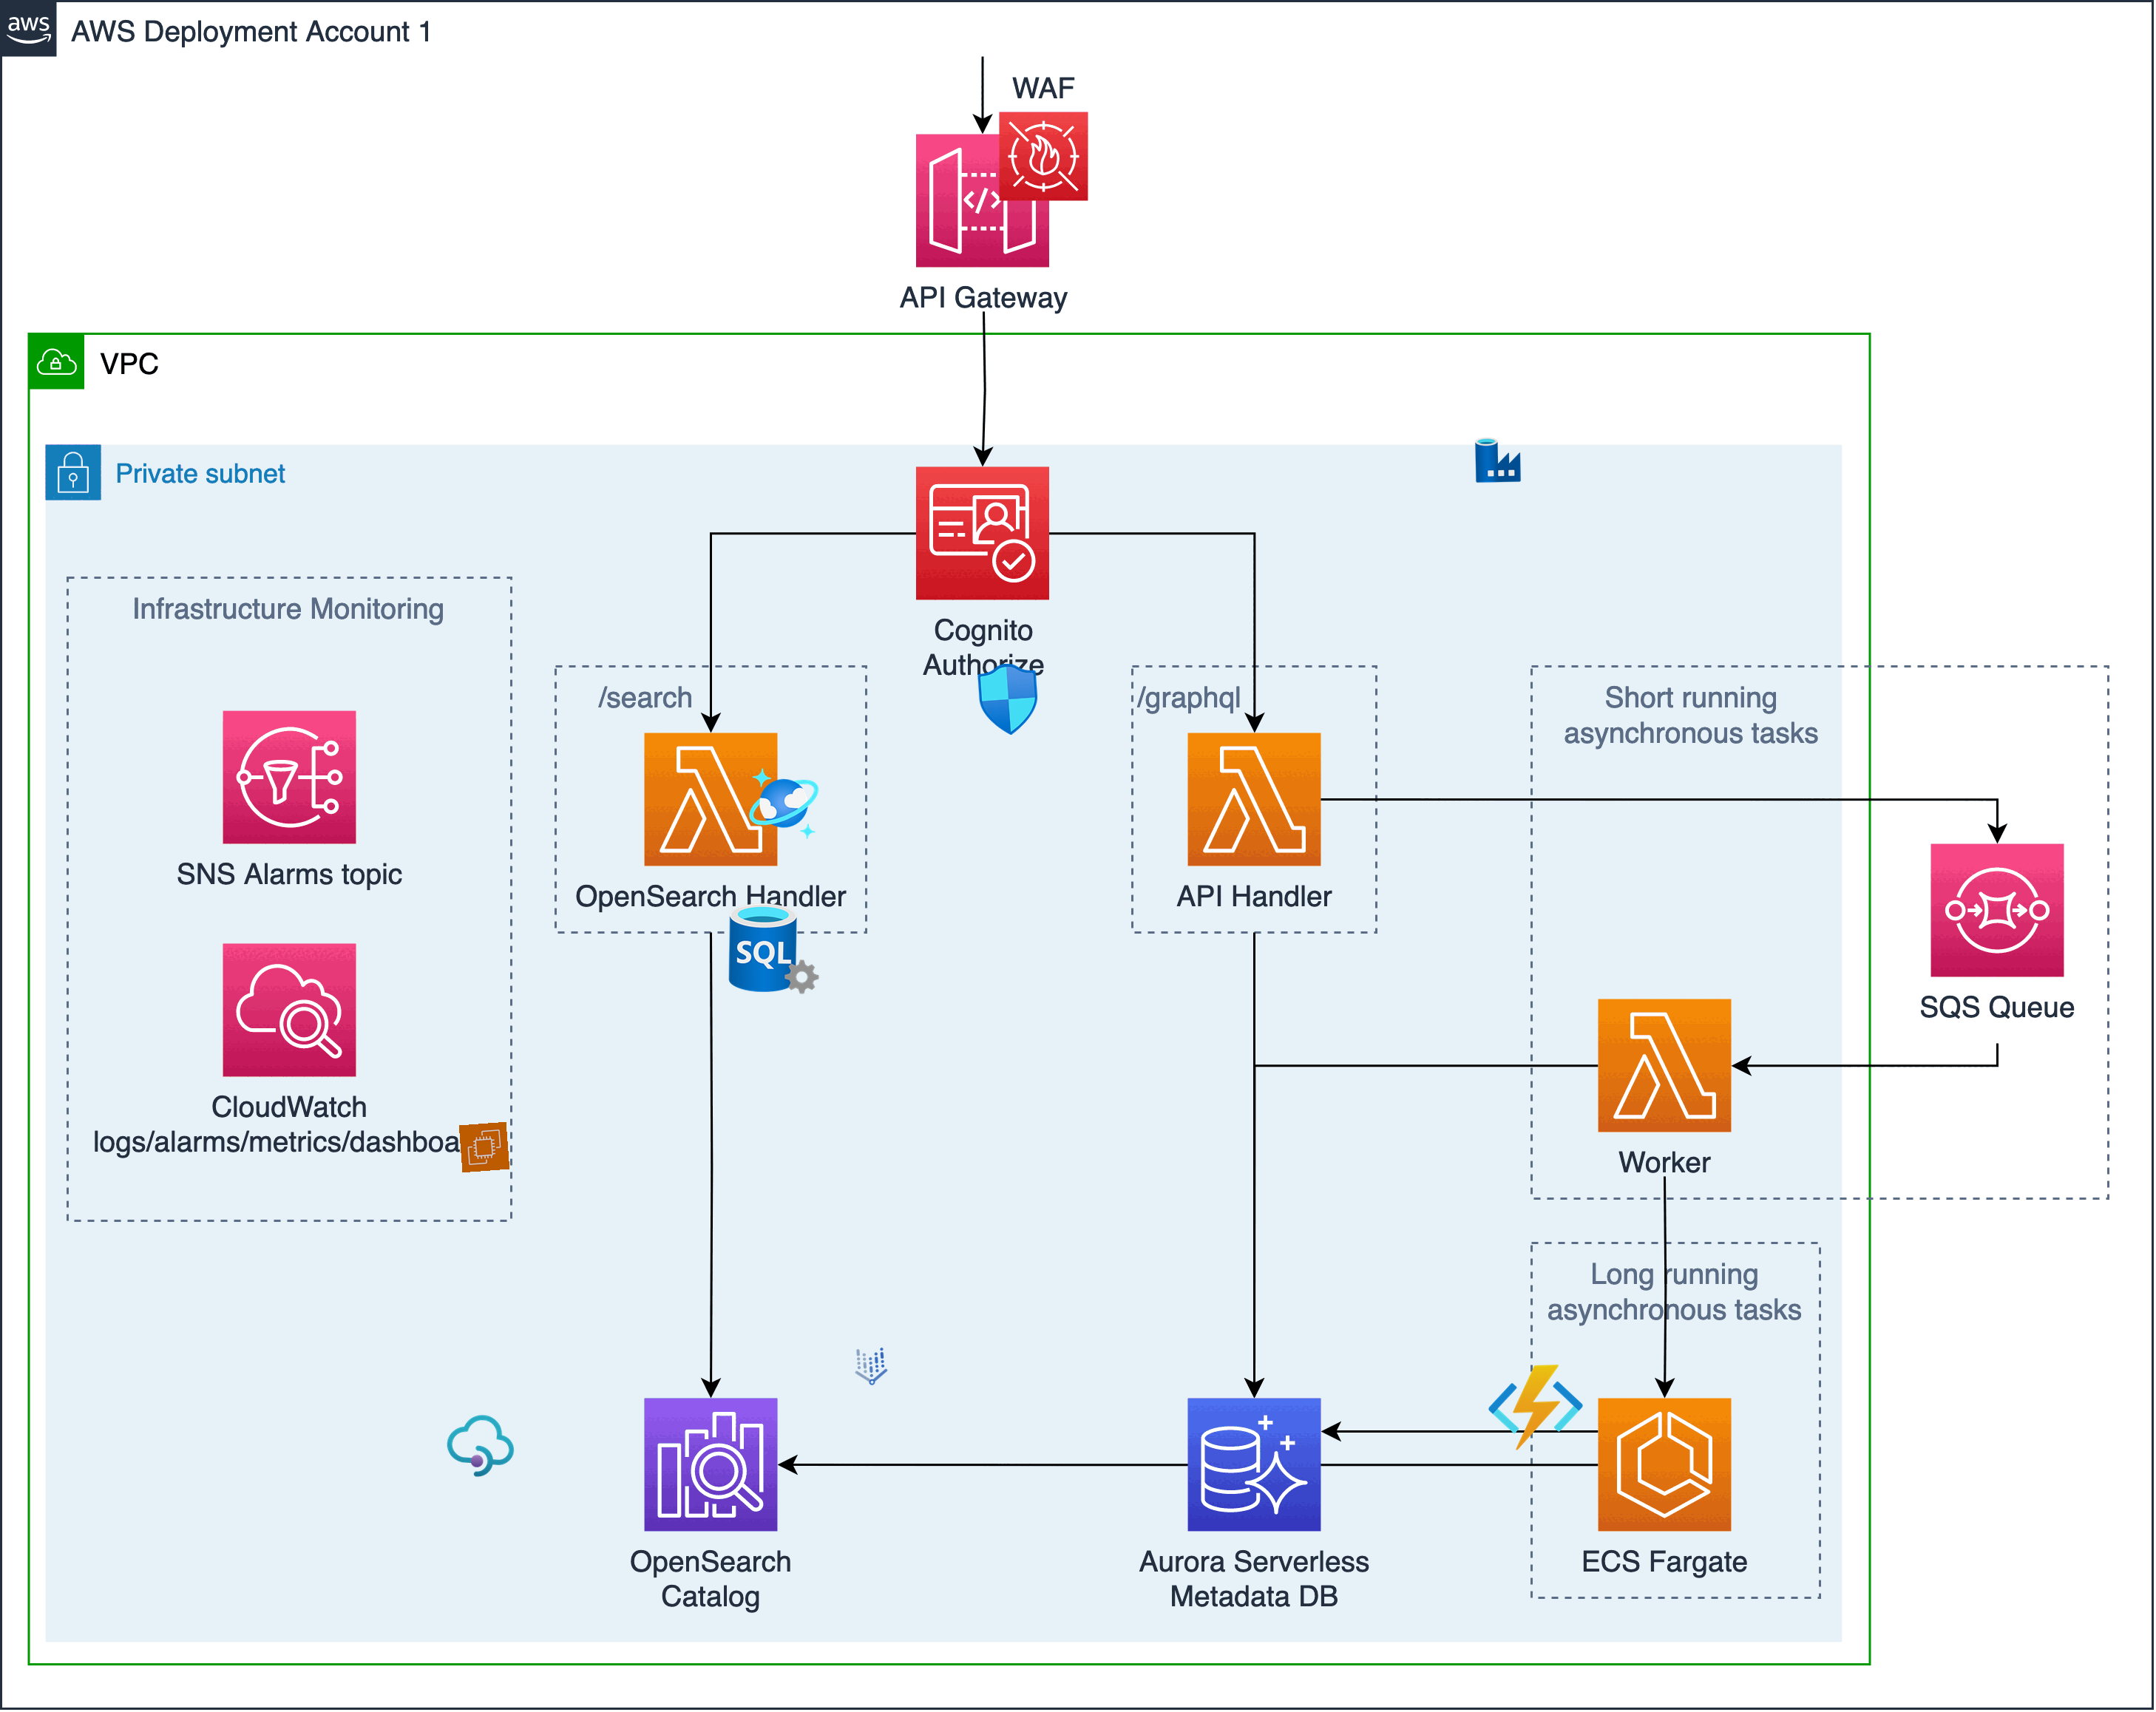 aws
AWS Deployment Account 1
WAF
</>
API Gateway
VPC
Private subnet
Cognito
Authorize
Infrastructure Monitoring
/search
/graphql
Short running
asynchronous tasks
SNS Alarms topic
OpenSearch Handler
API Handler
SQL
SQS Queue
CloudWatch
logs/alarms/metrics/dashboa
Worker
Long running
asynchronous tasks
OpenSearch
Catalog
Aurora Serverless
Metadata DB
ECS Fargate